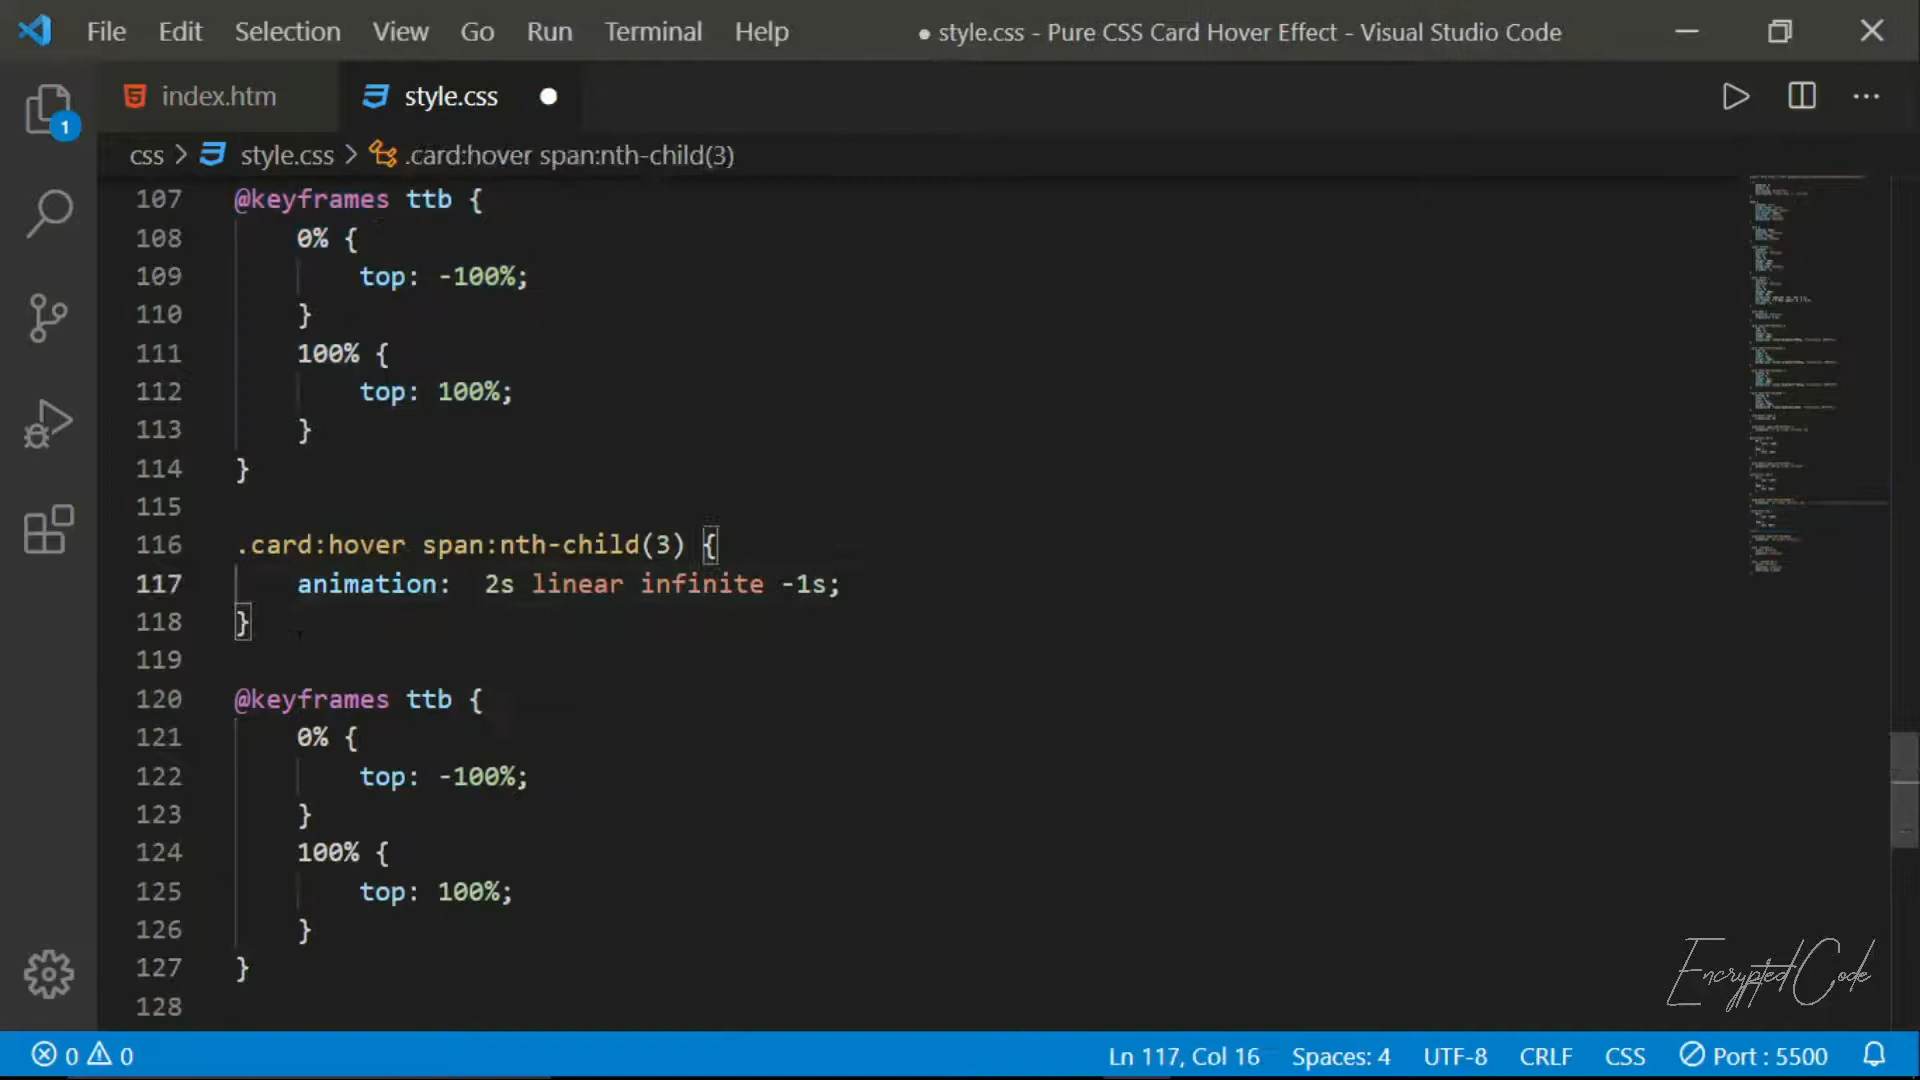 File Edit Selection View Go Run Terminal Help ● style.css - Pure CSS Card Hover Effect - Visual Studio Code
index.htm style.css
css > style.css > .card:hover span:nth-child(3)
1
107 @keyframes ttb {
108 0% {
109 top: -100%;
110 }
111 100% {
112 top: 100%;
113 }
114 }
115
116 .card:hover span:nth-child(3) {
117 animation:  2s linear infinite -1s;
118 }
119
120 @keyframes ttb {
121 0% {
122 top: -100%;
123 }
124 100% {
125 top: 100%;
126 }
127 }
128
EncryptedCode
0 0 Ln 117, Col 16 Spaces: 4 UTF-8 CRLF CSS Port : 5500